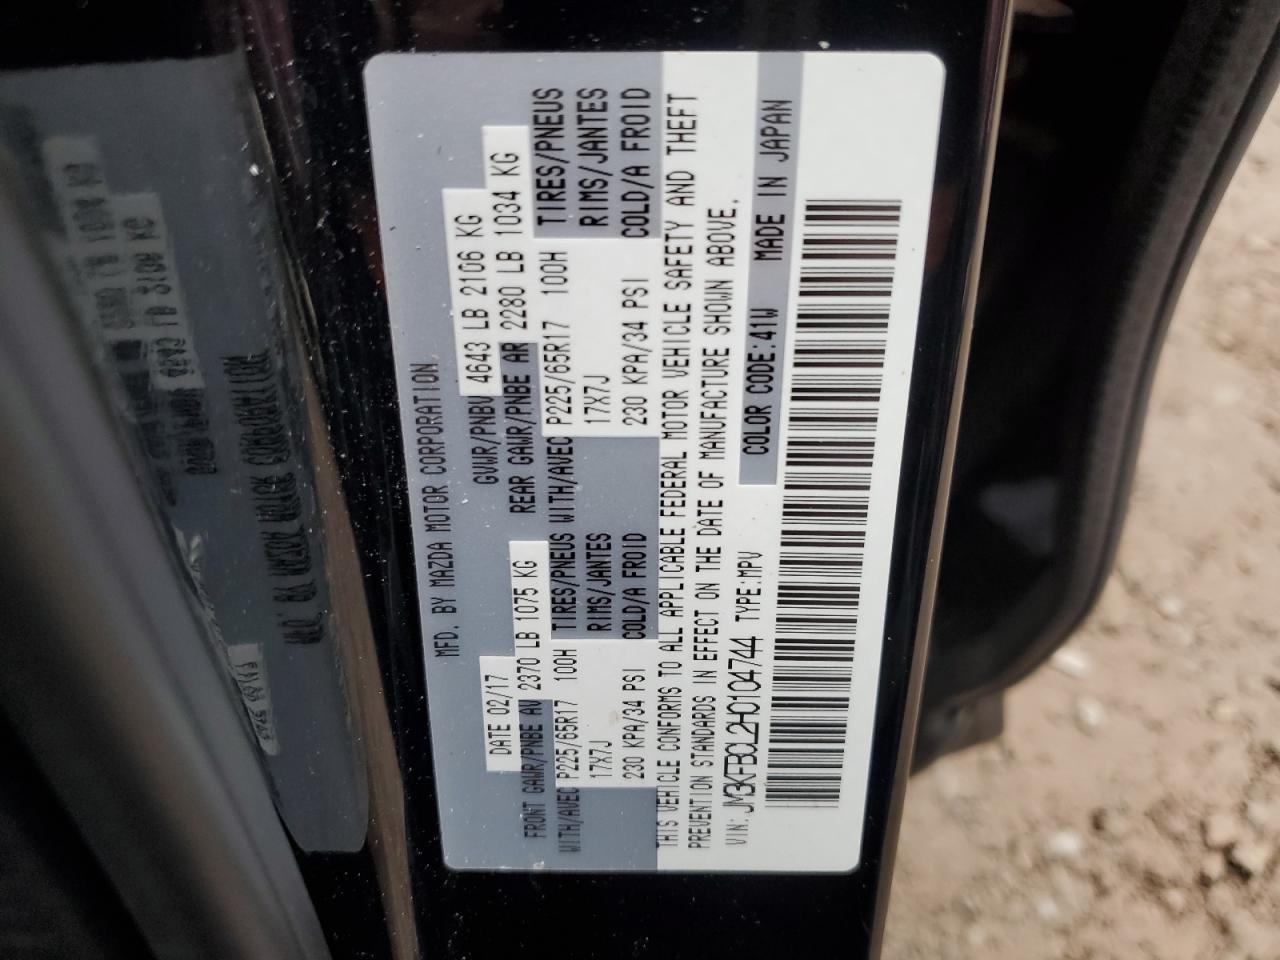 MFD. BY MAZDA MOTOR CORPORATION
DATE 02/17 GVWR/PNBV 4643 LB 2106 KG
FRONT GAWR/PNBE AV 2370 LB 1075 KG REAR GAWR/PNBE AR 2280 LB 1034 KG
WITH/AVEC P225/65R17 100H TIRES/PNEUS WITH/AVEC P225/65R17 100H TIRES/PNEUS
17X7J RIMS/JANTES 17X7J RIMS/JANTES
230 KPA/34 PSI COLD/A FROID 230 KPA/34 PSI COLD/A FROID
THIS VEHICLE CONFORMS TO ALL APPLICABLE FEDERAL MOTOR VEHICLE SAFETY AND THEFT
PREVENTION STANDARDS IN EFFECT ON THE DATE OF MANUFACTURE SHOWN ABOVE.
VIN: JM3KFBCL2H0104744 TYPE:MPV COLOR CODE:41W MADE IN JAPAN